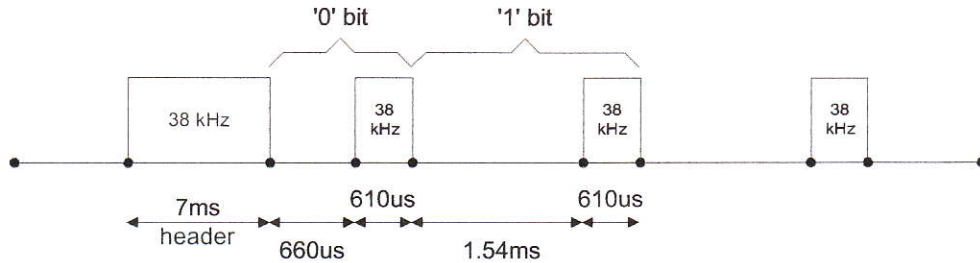 '0' bit
'1' bit
38 kHz
38
kHz
38
kHz
38
kHz
7ms
header
660us
610us
1.54ms
610us